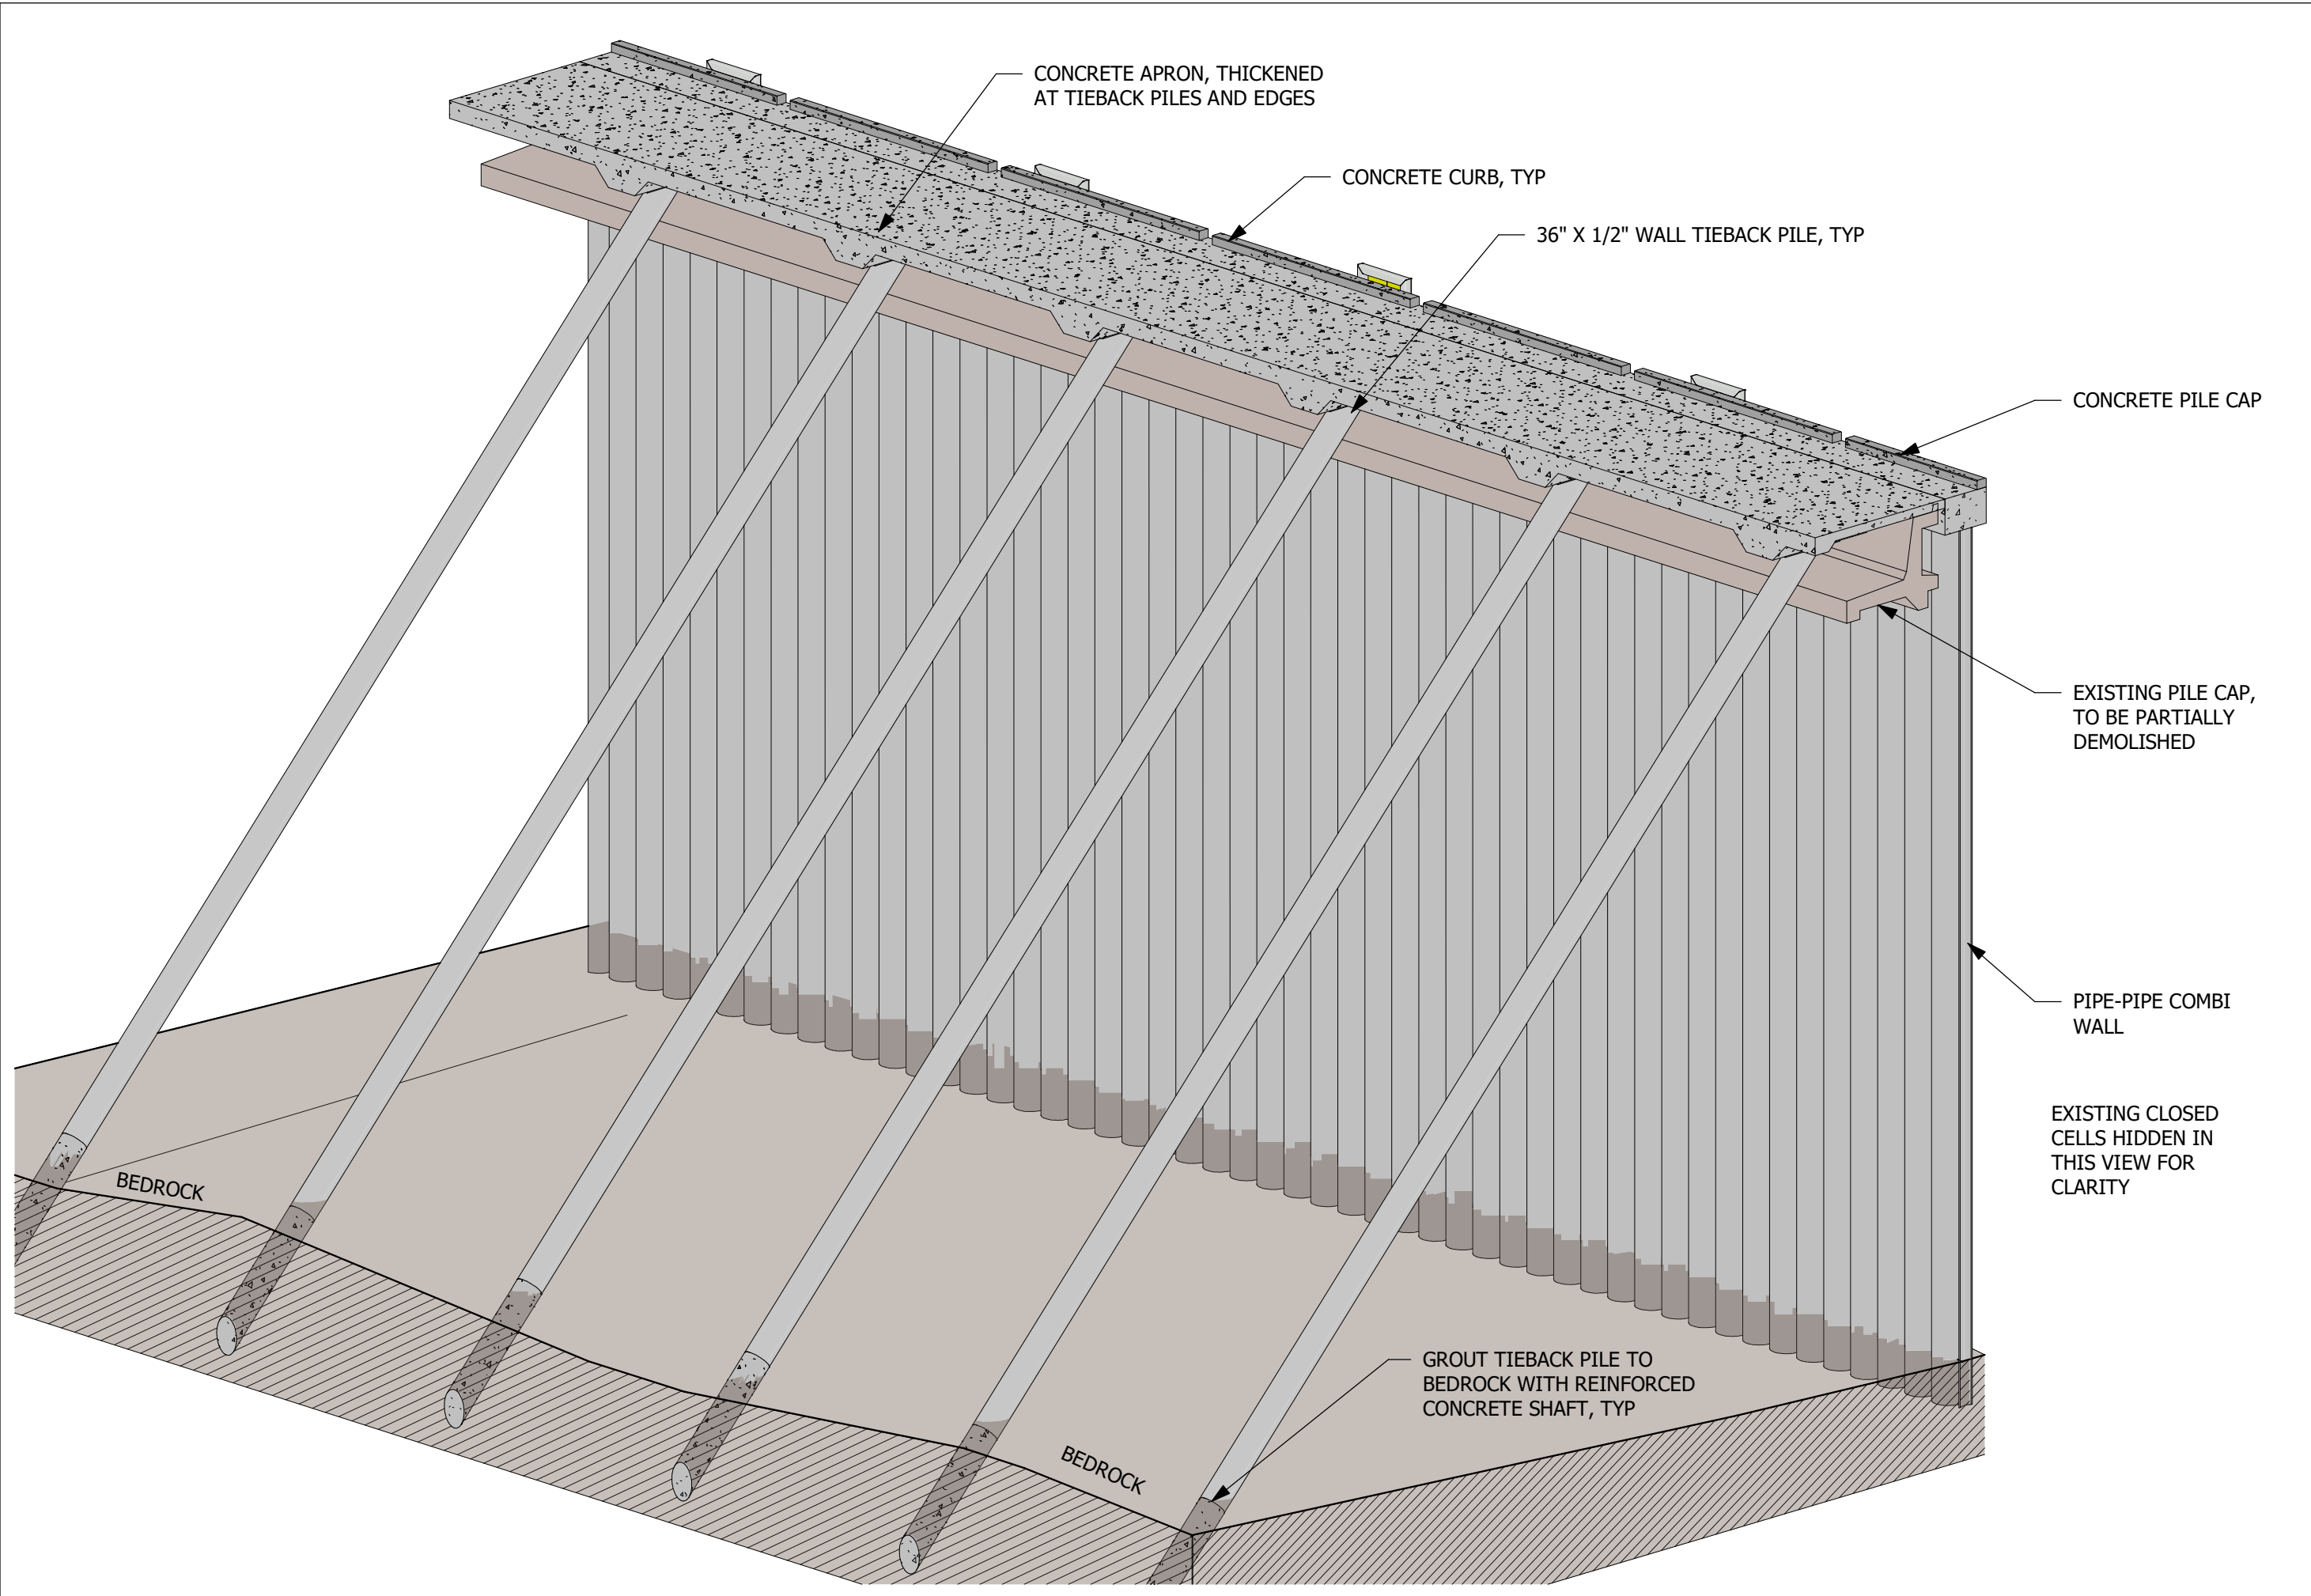 CONCRETE APRON, THICKENED
AT TIEBACK PILES AND EDGES
CONCRETE CURB, TYP
36" X 1/2" WALL TIEBACK PILE, TYP
CONCRETE PILE CAP
EXISTING PILE CAP,
TO BE PARTIALLY
DEMOLISHED
PIPE-PIPE COMBI
WALL
EXISTING CLOSED
CELLS HIDDEN IN
THIS VIEW FOR
CLARITY
BEDROCK
GROUT TIEBACK PILE TO
BEDROCK WITH REINFORCED
CONCRETE SHAFT, TYP
BEDROCK